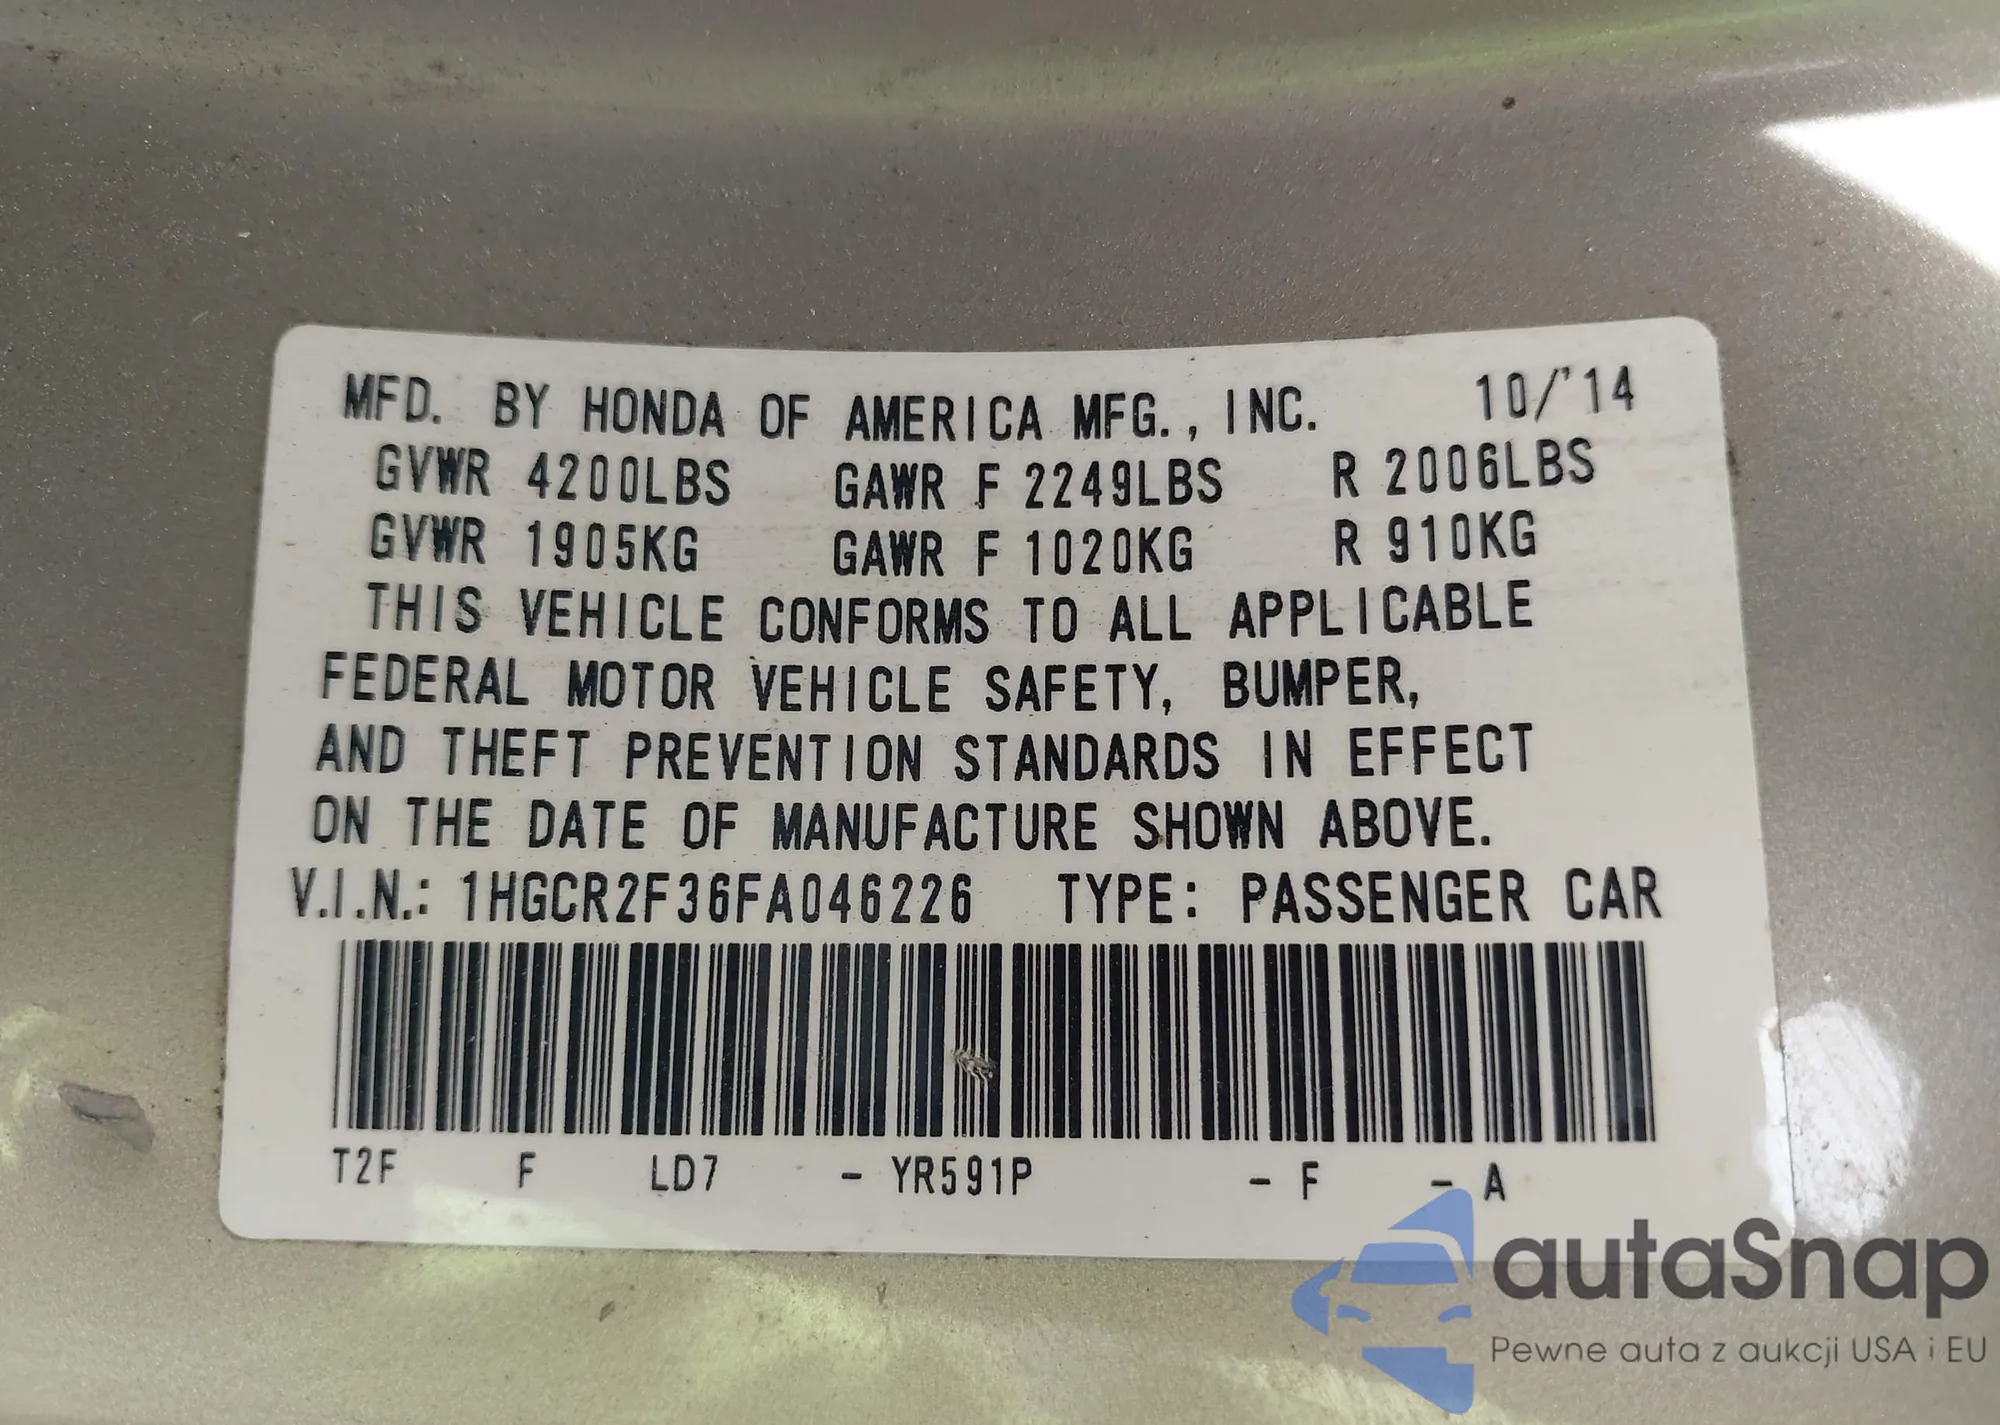 MFD. BY HONDA OF AMERICA MFG., INC. 10/'14
GVWR 4200LBS GAWR F 2249LBS R 2006LBS
GVWR 1905KG GAWR F 1020KG R 910KG
THIS VEHICLE CONFORMS TO ALL APPLICABLE
FEDERAL MOTOR VEHICLE SAFETY, BUMPER,
AND THEFT PREVENTION STANDARDS IN EFFECT
ON THE DATE OF MANUFACTURE SHOWN ABOVE.
V.I.N.: 1HGCR2F36FA046226 TYPE: PASSENGER CAR
T2F F LD7 - YR591P - F - A
autaSnap
Pewne auta z aukcji USA i EU